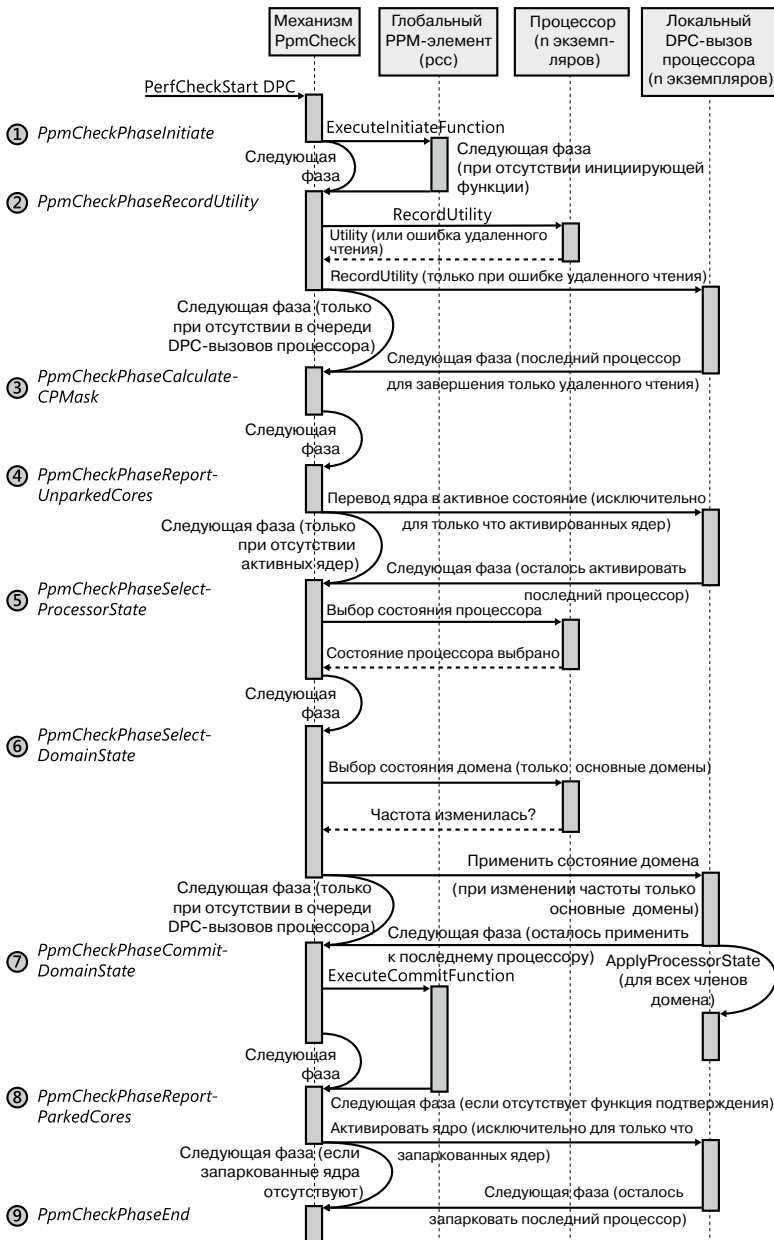 Механизм
PpmCheck
Глобальный
PPM-элемент
(pcc)
Процессор
(n экземп-
ляров)
Локальный
DPC-вызов
процессора
(n экземпляров)
PerfCheckStart DPC
1 PpmCheckPhaseInitiate
ExecuteInitiateFunction
Следующая
фаза
Следующая фаза
(при отсутствии инициирующей
функции)
2 PpmCheckPhaseRecordUtility
RecordUtility
Utility (или ошибка удаленного
чтения)
RecordUtility (только при ошибке удаленного чтения)
Следующая фаза (только
при отсутствии в очереди
DPC-вызовов процессора)
Следующая фаза (последний процессор
для завершения только удаленного чтения)
3 PpmCheckPhaseCalculate-
CPMask
Следующая
фаза
4 PpmCheckPhaseReport-
UnparkedCores
Перевод ядра в активное состояние (исключительно
для только что активированных ядер)
Следующая фаза (только
при отсутствии
активных ядер)
Следующая фаза (осталось активировать
последний процессор)
5 PpmCheckPhaseSelect-
ProcessorState
Выбор состояния процессора
Состояние процессора выбрано
Следующая
фаза
6 PpmCheckPhaseSelect-
DomainState
Выбор состояния домена (только основные домены)
Частота изменилась?
Применить состояние домена
(при изменении частоты только
основные домены)
Следующая фаза (только
при отсутствии в очереди
DPC-вызовов процессора)
Следующая фаза (осталось применить
к последнему процессору)
7 PpmCheckPhaseCommit-
DomainState
ApplyProcessorState
(для всех членов
домена)
ExecuteCommitFunction
Следующая
фаза
8 PpmCheckPhaseReport-
ParkedCores
Следующая фаза (если отсутствует функция подтверждения)
Активировать ядро (исключительно для только что
запаркованных ядер)
Следующая фаза (если
запаркованные ядра
отсутствуют)
Следующая фаза (осталось
запарковать последний процессор)
9 PpmCheckPhaseEnd